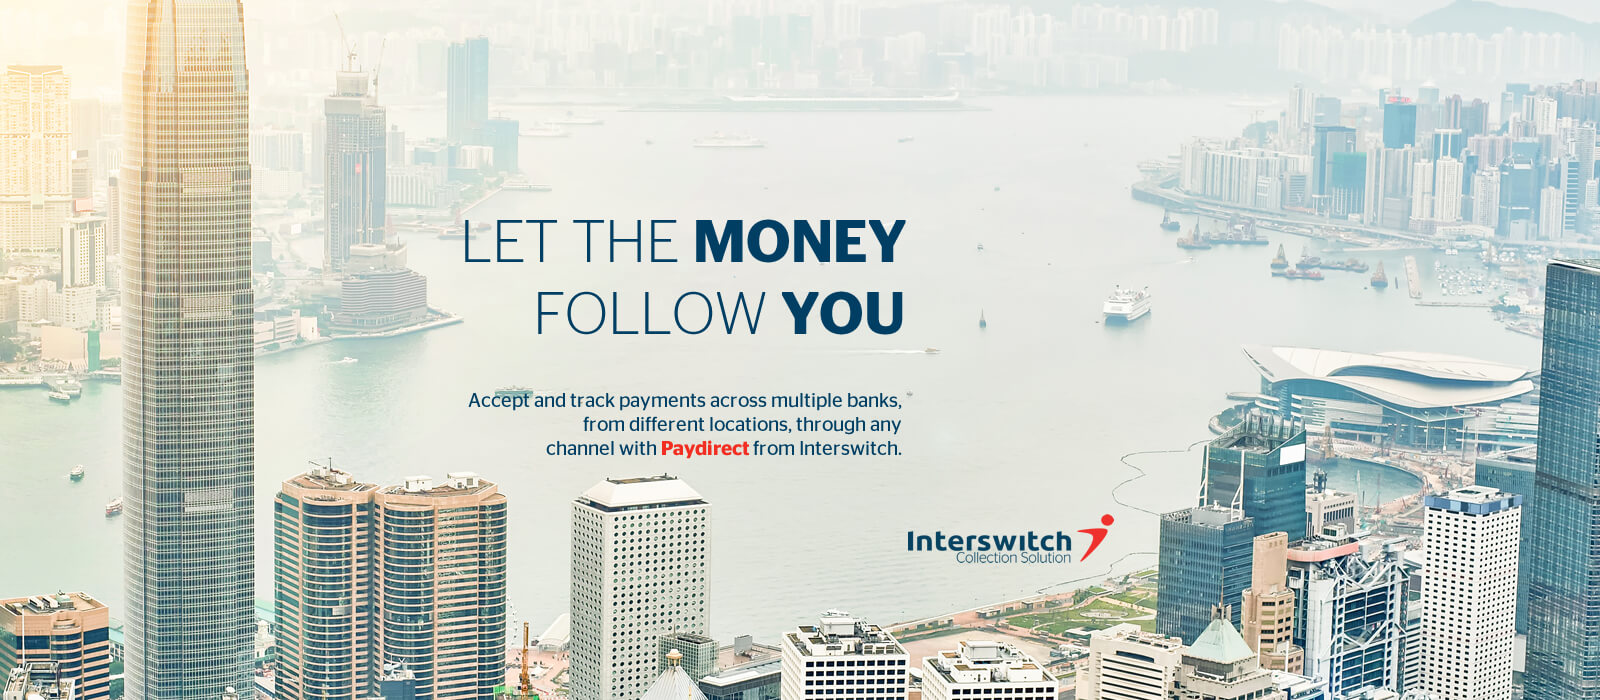 LET THE MONEY
FOLLOW YOU
Accept and track payments across multiple banks,
from different locations, through any
channel with Paydirect from Interswitch.
Interswitch
Collection Solution